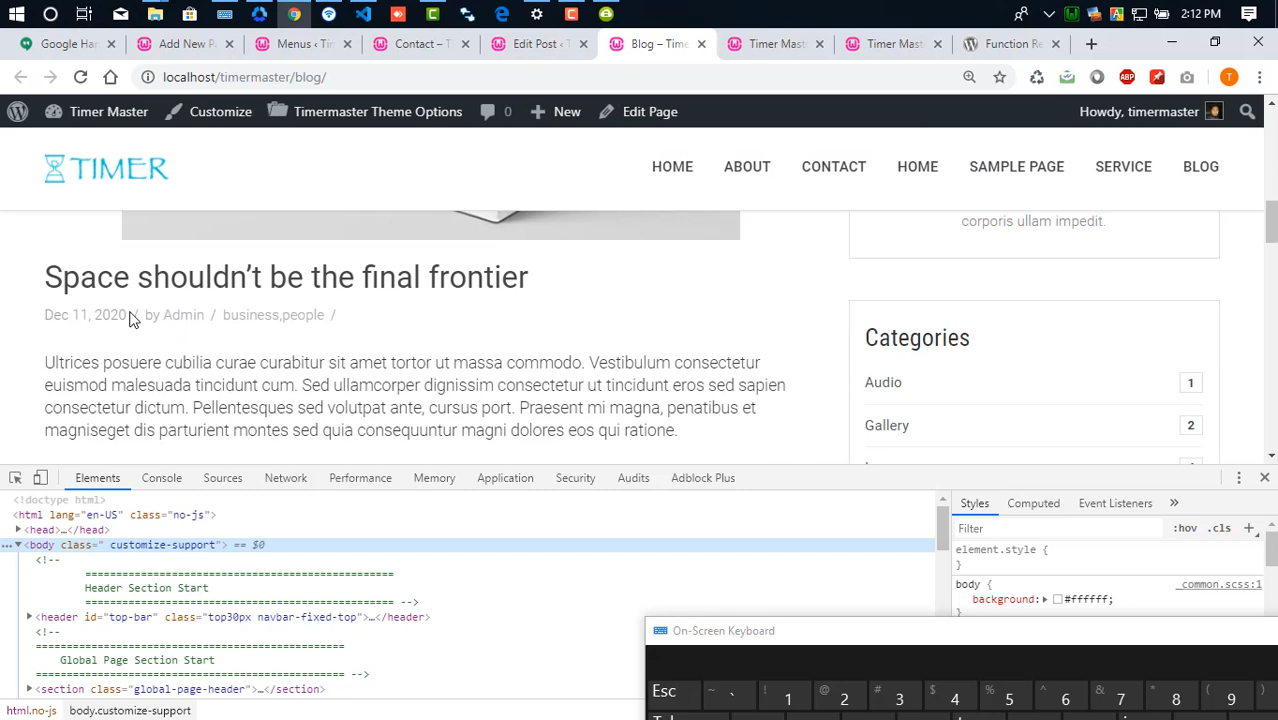 2:12 PM
Google Ha
Add New P
Menus ‹ Ti
Contact –
Edit Post ‹
Blog – Time
Timer Mast
Timer Mast
Function Re
localhost/timermaster/blog/
ABP
T
Timer Master
Customize
Timermaster Theme Options
0
New
Edit Page
Howdy, timermaster
TIMER
HOME
ABOUT
CONTACT
HOME
SAMPLE PAGE
SERVICE
BLOG
corporis ullam impedit.
Space shouldn’t be the final frontier
Dec 11, 2020 / by Admin / business,people /
Ultrices posuere cubilia curae curabitur sit amet tortor ut massa commodo. Vestibulum consectetur
euismod malesuada tincidunt cum. Sed ullamcorper dignissim consectetur ut tincidunt eros sed sapien
consectetur dictum. Pellentesques sed volutpat ante, cursus port. Praesent mi magna, penatibus et
magniseget dis parturient montes sed quia consequuntur magni dolores eos qui ratione.
Categories
Audio 1
Gallery 2
Elements
Console
Sources
Network
Performance
Memory
Application
Security
Audits
Adblock Plus
<!doctype html>
<html lang="en-US" class="no-js">
<head>…</head>
<body class=" customize-support"> == $0
<!--
================================================
Header Section Start
================================================ -->
<header id="top-bar" class="top30px navbar-fixed-top">…</header>
<!--
================================================
Global Page Section Start
================================================ -->
<section class="global-page-header">…</section>
html.no-js body.customize-support
Styles
Computed
Event Listeners
»
Filter
:hov .cls +
element.style {
}
body {
_common.scss:1
background: #ffffff;
}
On-Screen Keyboard
Esc
~ `
! 1
@ 2
# 3
$ 4
% 5
^ 6
& 7
* 8
( 9